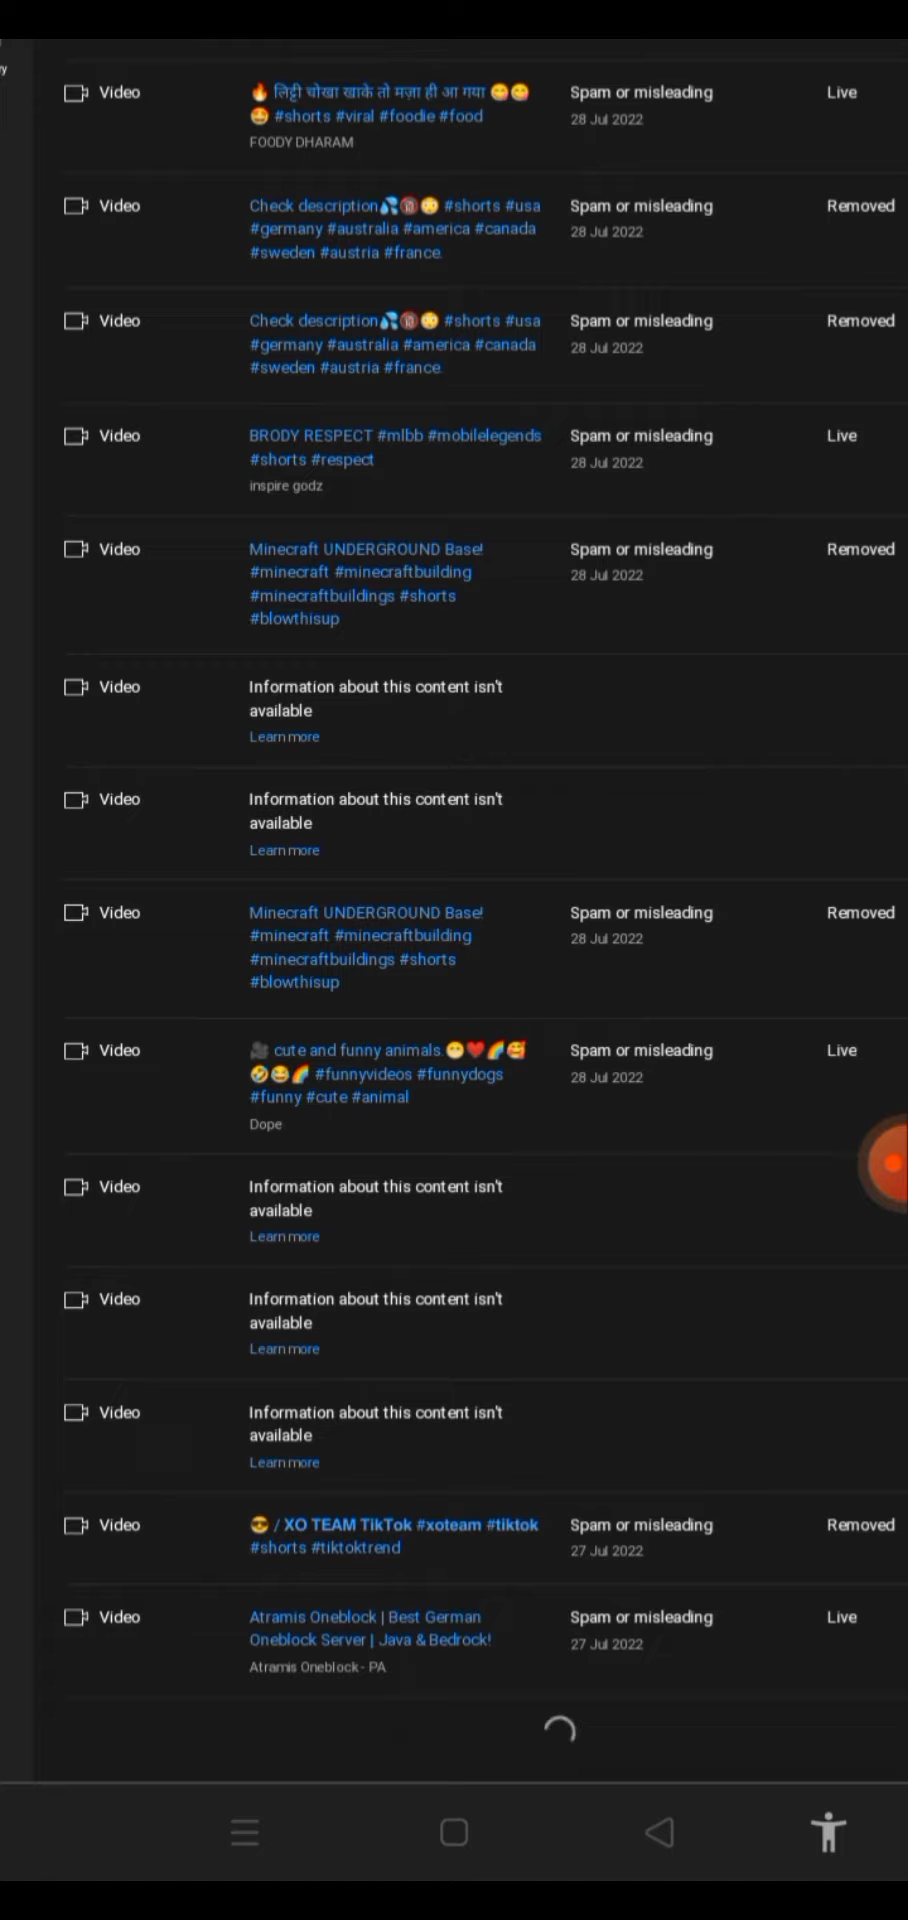 Video
🔥 लिट्टी चोखा खाके तो मज़ा ही आ गया 😋😋
🤩 #shorts #viral #foodie #food
FOODY DHARAM
Spam or misleading
28 Jul 2022
Live
Video
Check description💦🔞😳 #shorts #usa
#germany #australia #america #canada
#sweden #austria #france.
Spam or misleading
28 Jul 2022
Removed
Video
Check description💦🔞😳 #shorts #usa
#germany #australia #america #canada
#sweden #austria #france.
Spam or misleading
28 Jul 2022
Removed
Video
BRODY RESPECT #mlbb #mobilelegends
#shorts #respect
inspire godz
Spam or misleading
28 Jul 2022
Live
Video
Minecraft UNDERGROUND Base!
#minecraft #minecraftbuilding
#minecraftbuildings #shorts
#blowthisup
Spam or misleading
28 Jul 2022
Removed
Video
Information about this content isn't
available
Learn more
Video
Information about this content isn't
available
Learn more
Video
Minecraft UNDERGROUND Base!
#minecraft #minecraftbuilding
#minecraftbuildings #shorts
#blowthisup
Spam or misleading
28 Jul 2022
Removed
Video
🎥 cute and funny animals.😁❤️🌈🥰
🤣😂🌈 #funnyvideos #funnydogs
#funny #cute #animal
Dope
Spam or misleading
28 Jul 2022
Live
Video
Information about this content isn't
available
Learn more
Video
Information about this content isn't
available
Learn more
Video
Information about this content isn't
available
Learn more
Video
😎 / XO TEAM TikTok #xoteam #tiktok
#shorts #tiktoktrend
Spam or misleading
27 Jul 2022
Removed
Video
Atramis Oneblock | Best German
Oneblock Server | Java & Bedrock!
Atramis Oneblock - PA
Spam or misleading
27 Jul 2022
Live